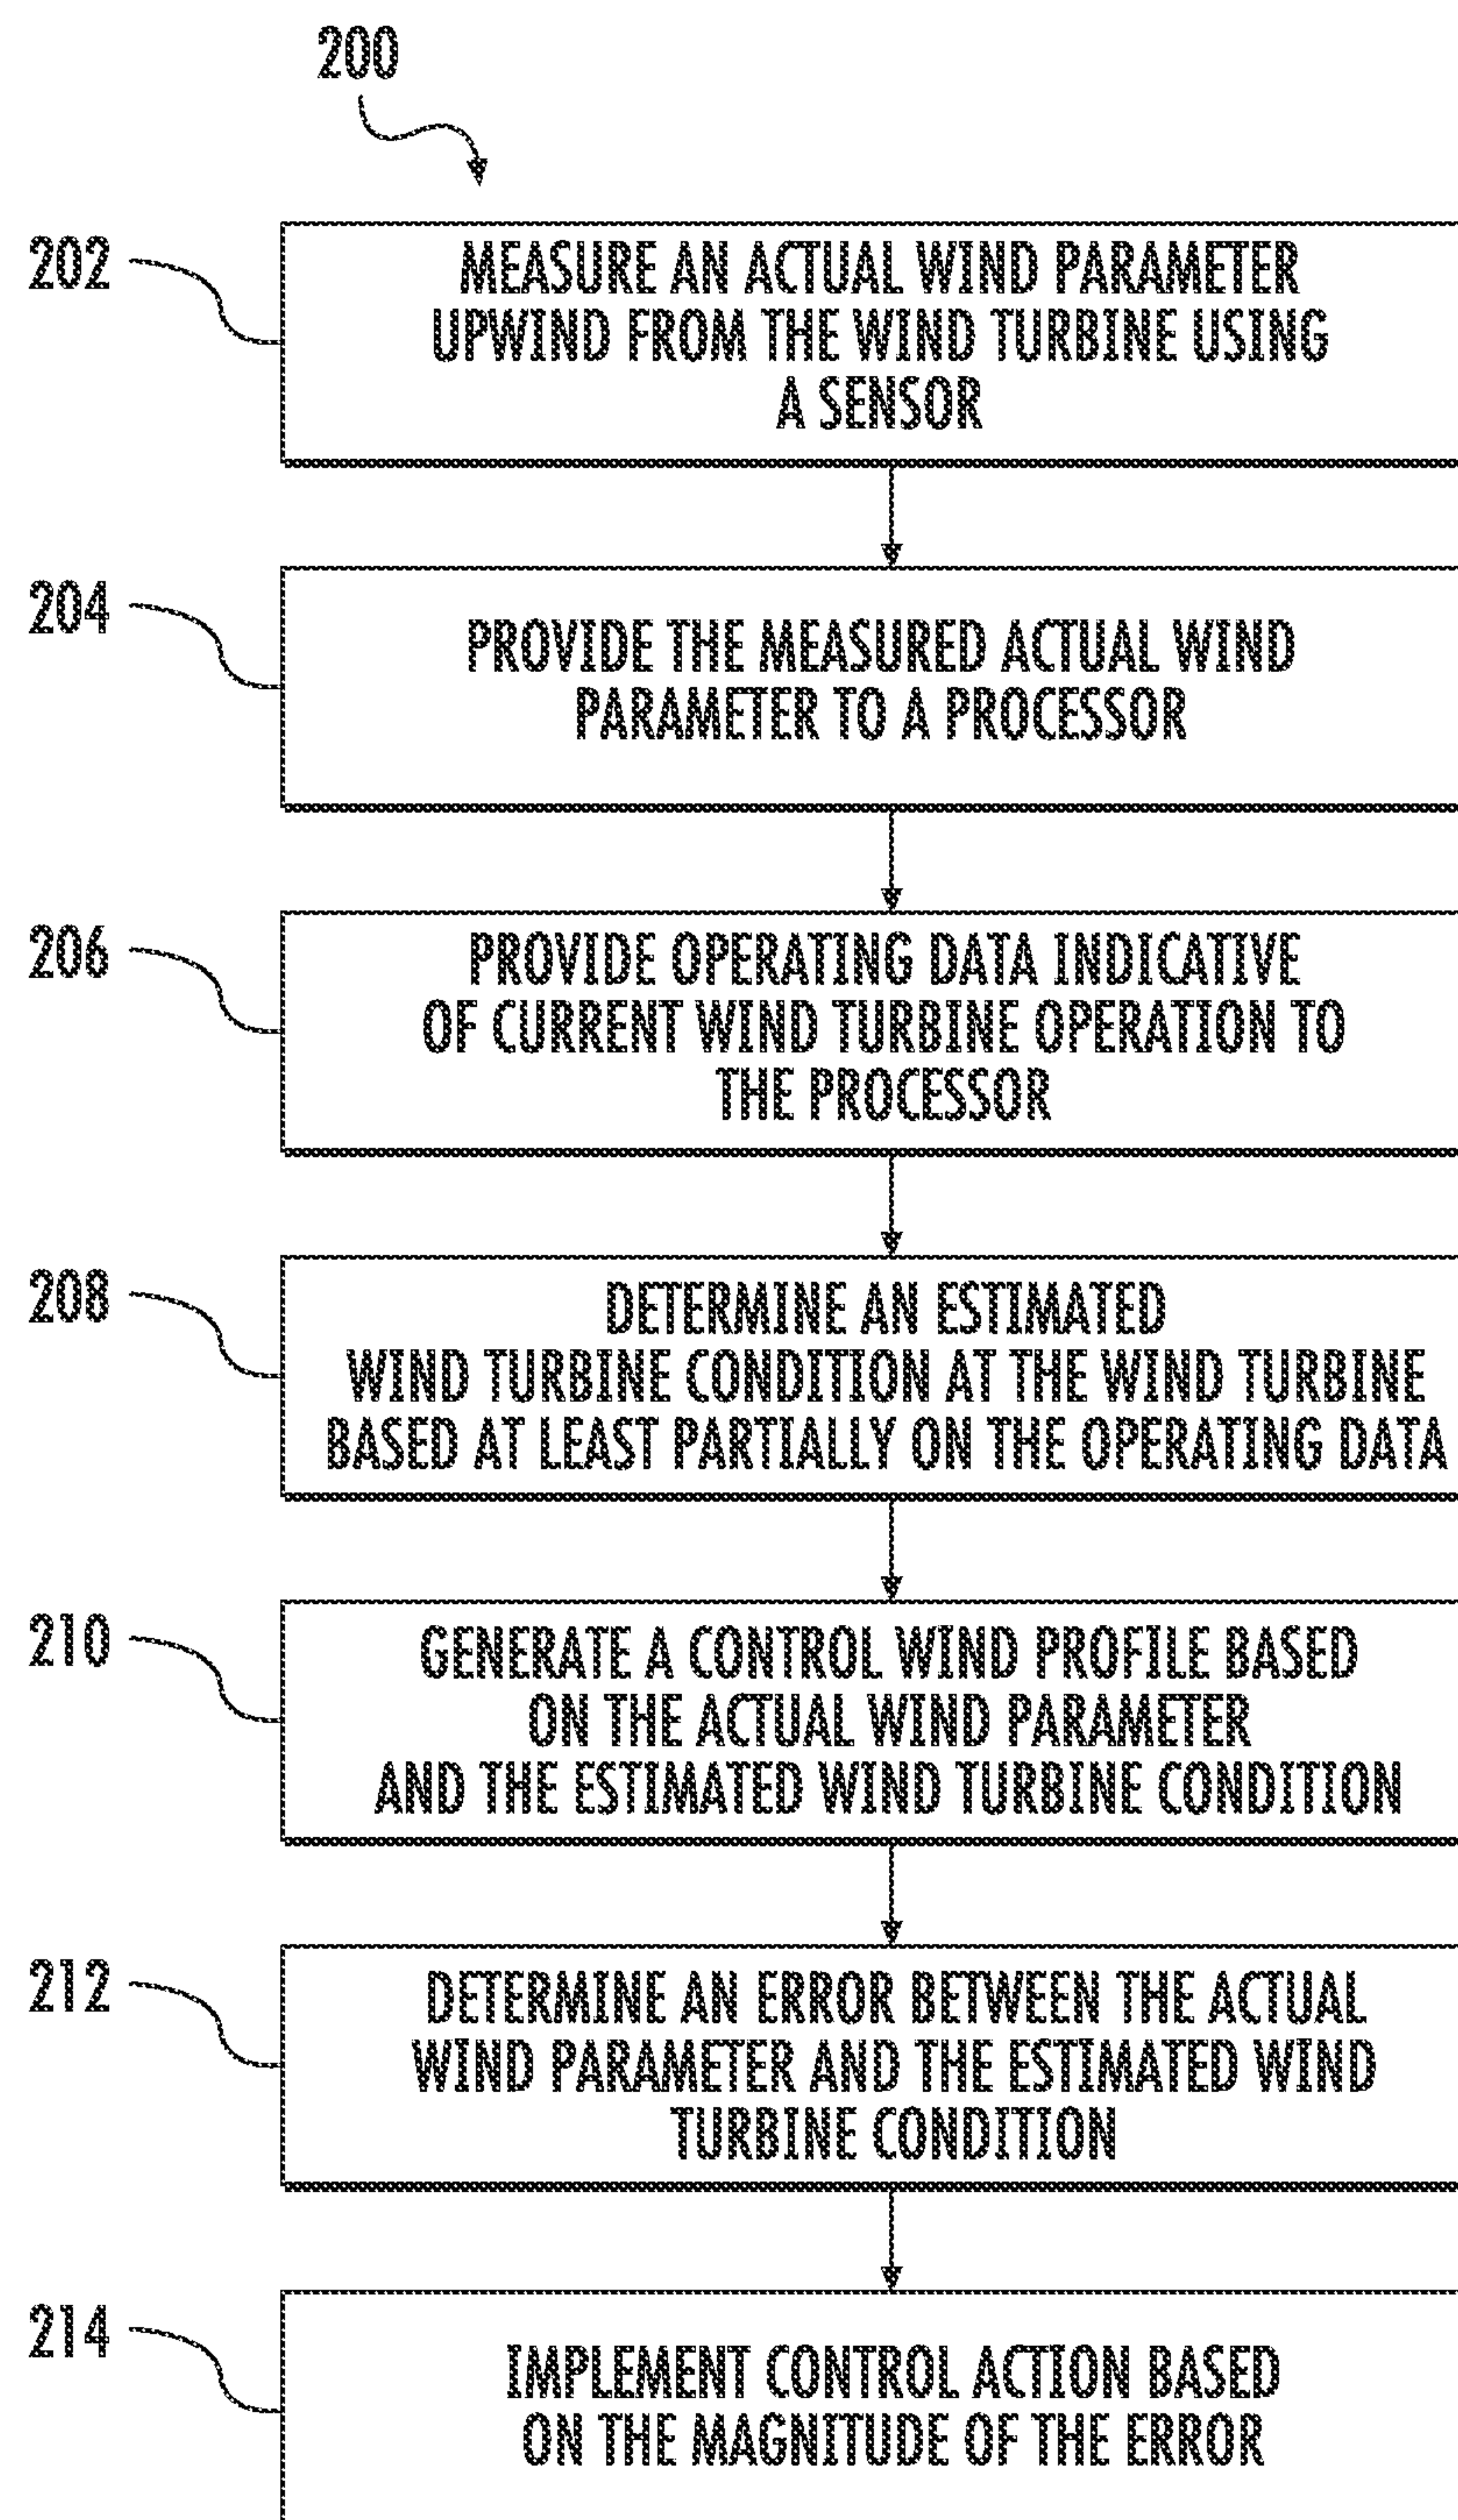 200
202
MEASURE AN ACTUAL WIND PARAMETER
UPWIND FROM THE WIND TURBINE USING
A SENSOR
204
PROVIDE THE MEASURED ACTUAL WIND
PARAMETER TO A PROCESSOR
206
PROVIDE OPERATING DATA INDICATIVE
OF CURRENT WIND TURBINE OPERATION TO
THE PROCESSOR
208
DETERMINE AN ESTIMATED
WIND TURBINE CONDITION AT THE WIND TURBINE
BASED AT LEAST PARTIALLY ON THE OPERATING DATA
210
GENERATE A CONTROL WIND PROFILE BASED
ON THE ACTUAL WIND PARAMETER
AND THE ESTIMATED WIND TURBINE CONDITION
212
DETERMINE AN ERROR BETWEEN THE ACTUAL
WIND PARAMETER AND THE ESTIMATED WIND
TURBINE CONDITION
214
IMPLEMENT CONTROL ACTION BASED
ON THE MAGNITUDE OF THE ERROR